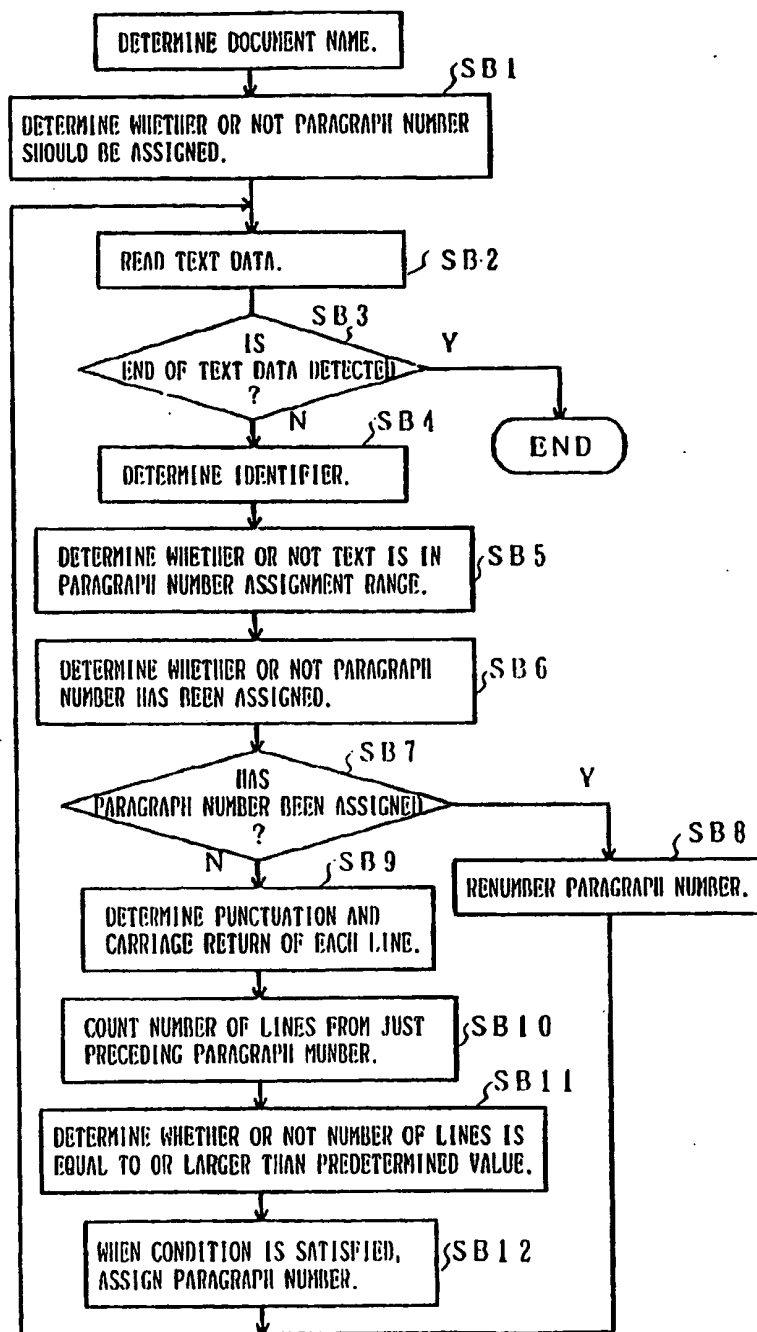 DETERMINE DOCUMENT NAME.
SB1
DETERMINE WHETHER OR NOT PARAGRAPH NUMBER
SHOULD BE ASSIGNED.
READ TEXT DATA.
SB2
SB3
IS
END OF TEXT DATA DETECTED
?
Y
N
END
SB4
DETERMINE IDENTIFIER.
DETERMINE WHETHER OR NOT TEXT IS IN
PARAGRAPH NUMBER ASSIGNMENT RANGE.
SB5
DETERMINE WHETHER OR NOT PARAGRAPH
NUMBER HAS BEEN ASSIGNED.
SB6
SB7
HAS
PARAGRAPH NUMBER BEEN ASSIGNED
?
Y
N
SB8
RENUMBER PARAGRAPH NUMBER.
SB9
DETERMINE PUNCTUATION AND
CARRIAGE RETURN OF EACH LINE.
COUNT NUMBER OF LINES FROM JUST
PRECEDING PARAGRAPH MUNBER.
SB10
SB11
DETERMINE WHETHER OR NOT NUMBER OF LINES IS
EQUAL TO OR LARGER THAN PREDETERMINED VALUE.
WHEN CONDITION IS SATISFIED,
ASSIGN PARAGRAPH NUMBER.
SB12